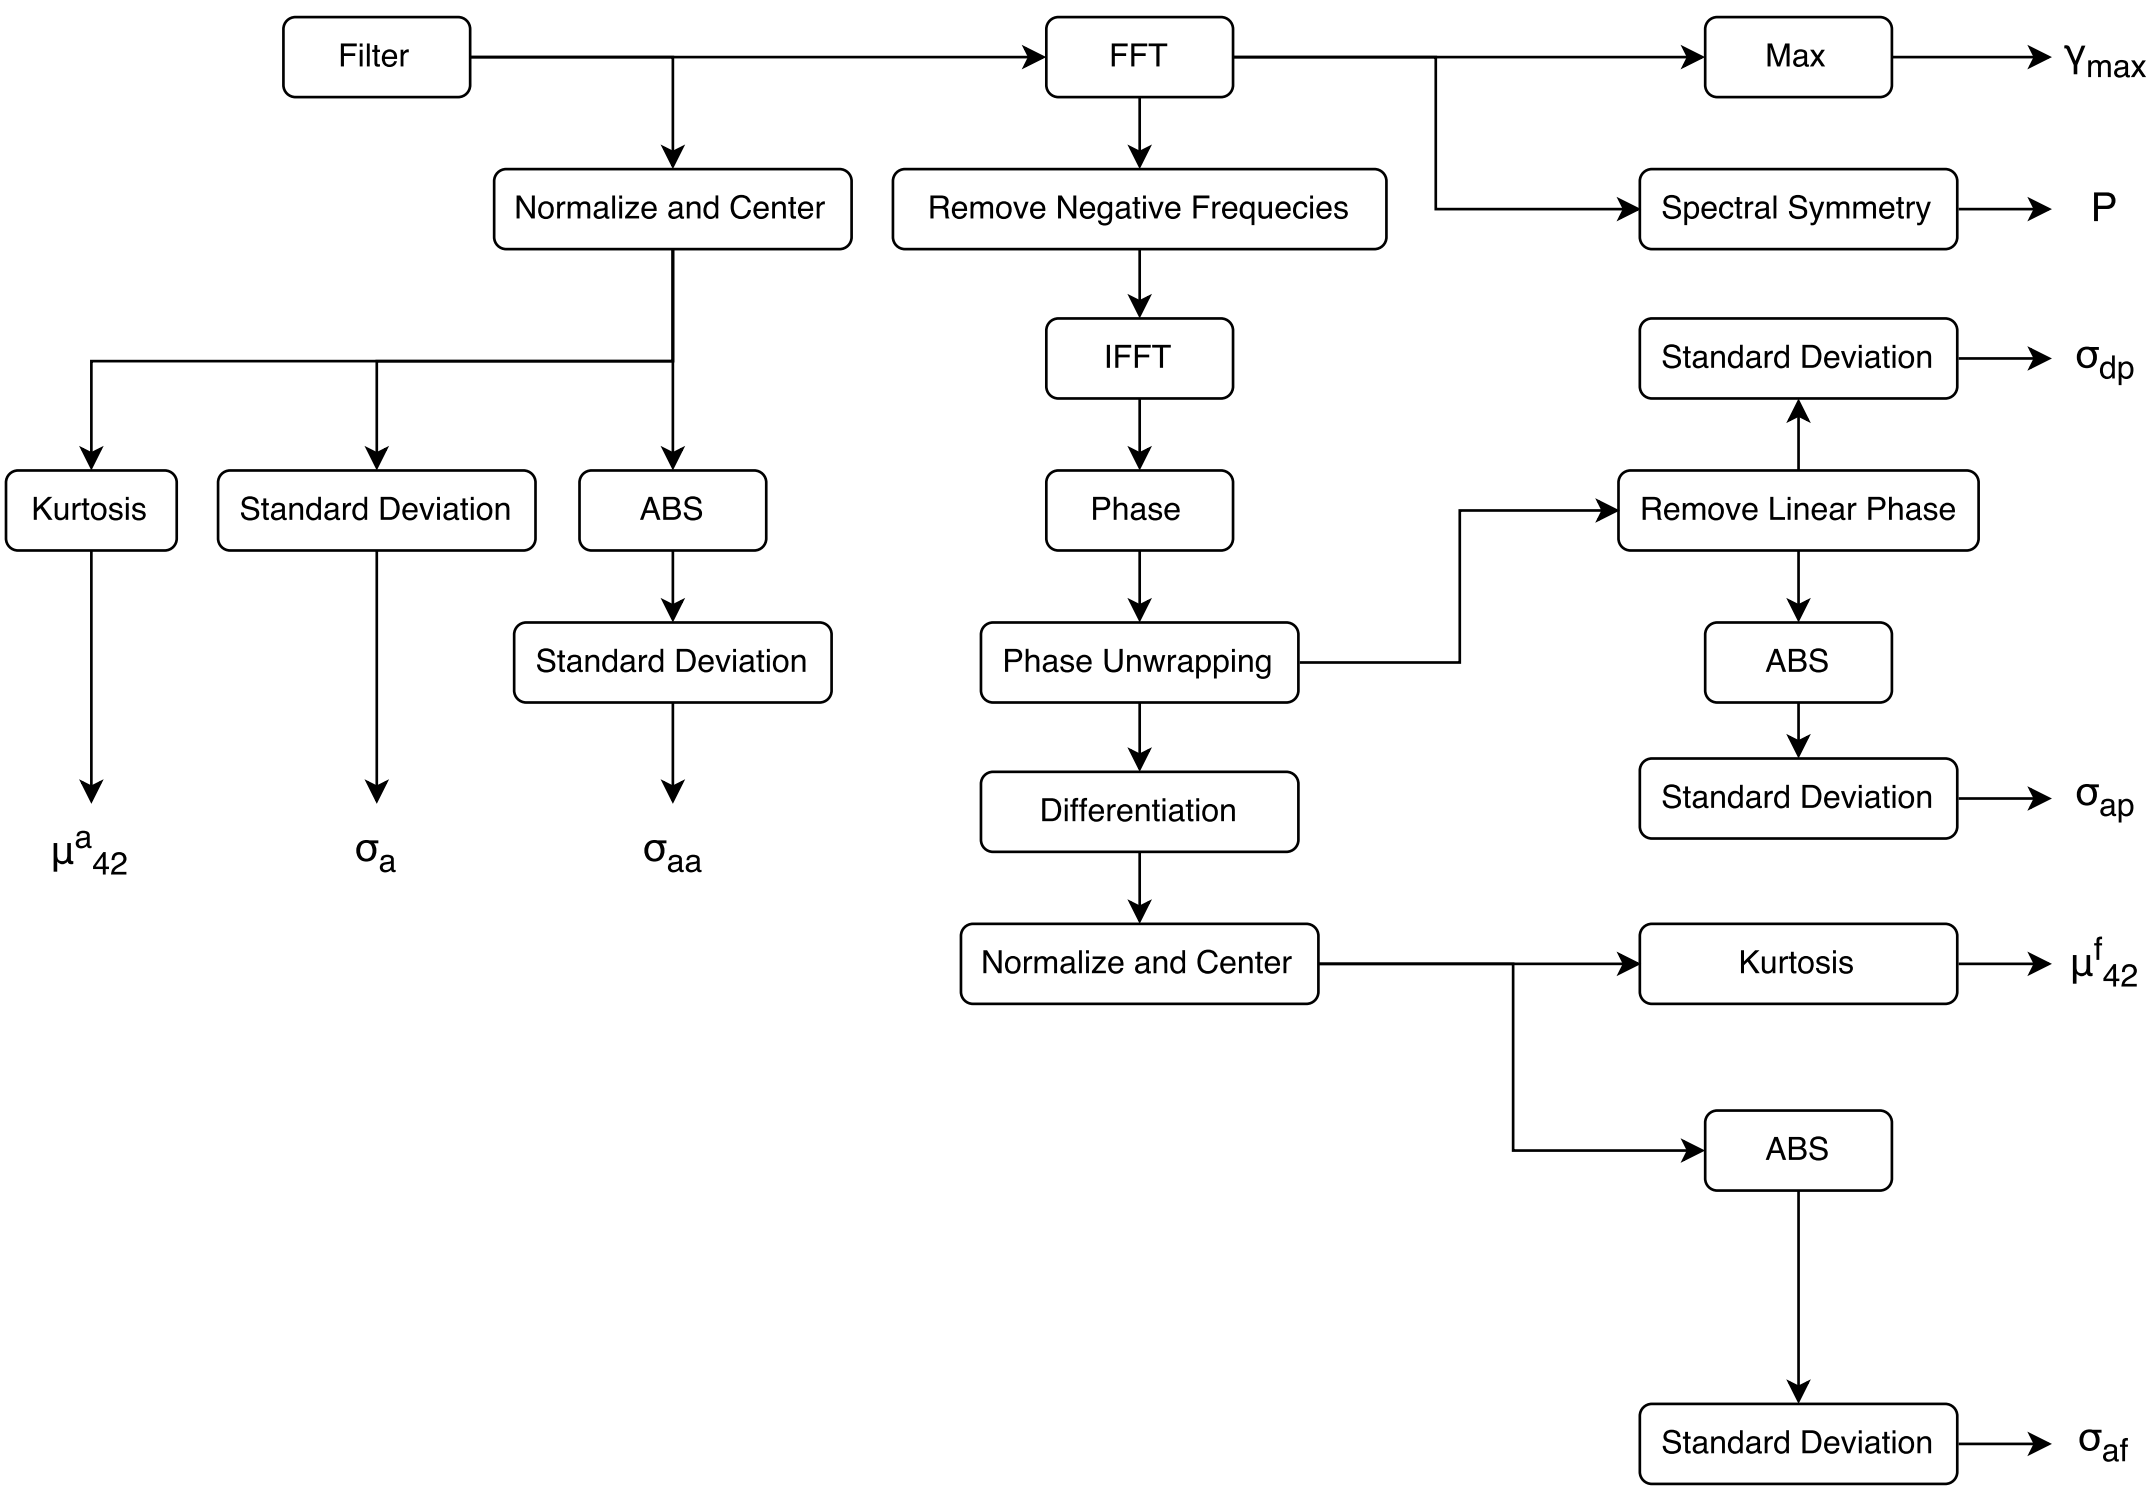 Filter
FFT
Max
γmax
Normalize and Center
Remove Negative Frequecies
Spectral Symmetry
P
IFFT
Standard Deviation
σdp
Kurtosis
Standard Deviation
ABS
Phase
Remove Linear Phase
Standard Deviation
Phase Unwrapping
ABS
Differentiation
Standard Deviation
σap
μa42
σa
σaa
Normalize and Center
Kurtosis
μf42
ABS
Standard Deviation
σaf